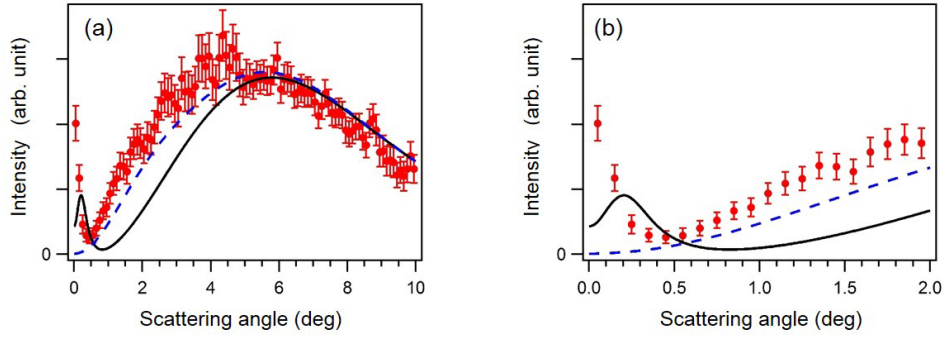 (a)
Intensity (arb. unit)
0
0 2 4 6 8 10
Scattering angle (deg)
(b)
Intensity (arb. unit)
0
0.0 0.5 1.0 1.5 2.0
Scattering angle (deg)